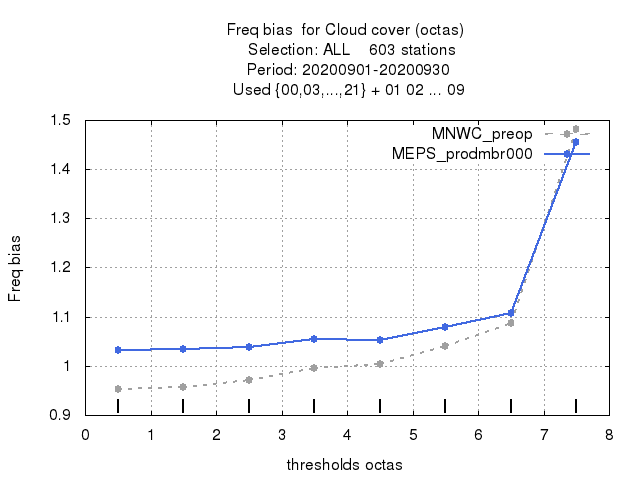 Freq bias  for Cloud cover (octas)
Selection: ALL    603 stations
Period: 20200901-20200930
Used {00,03,...,21} + 01 02 ... 09
MNWC_preop
MEPS_prodmbr000
1.5
1.4
1.3
1.2
1.1
1
0.9
Freq bias
0 1 2 3 4 5 6 7 8
thresholds octas